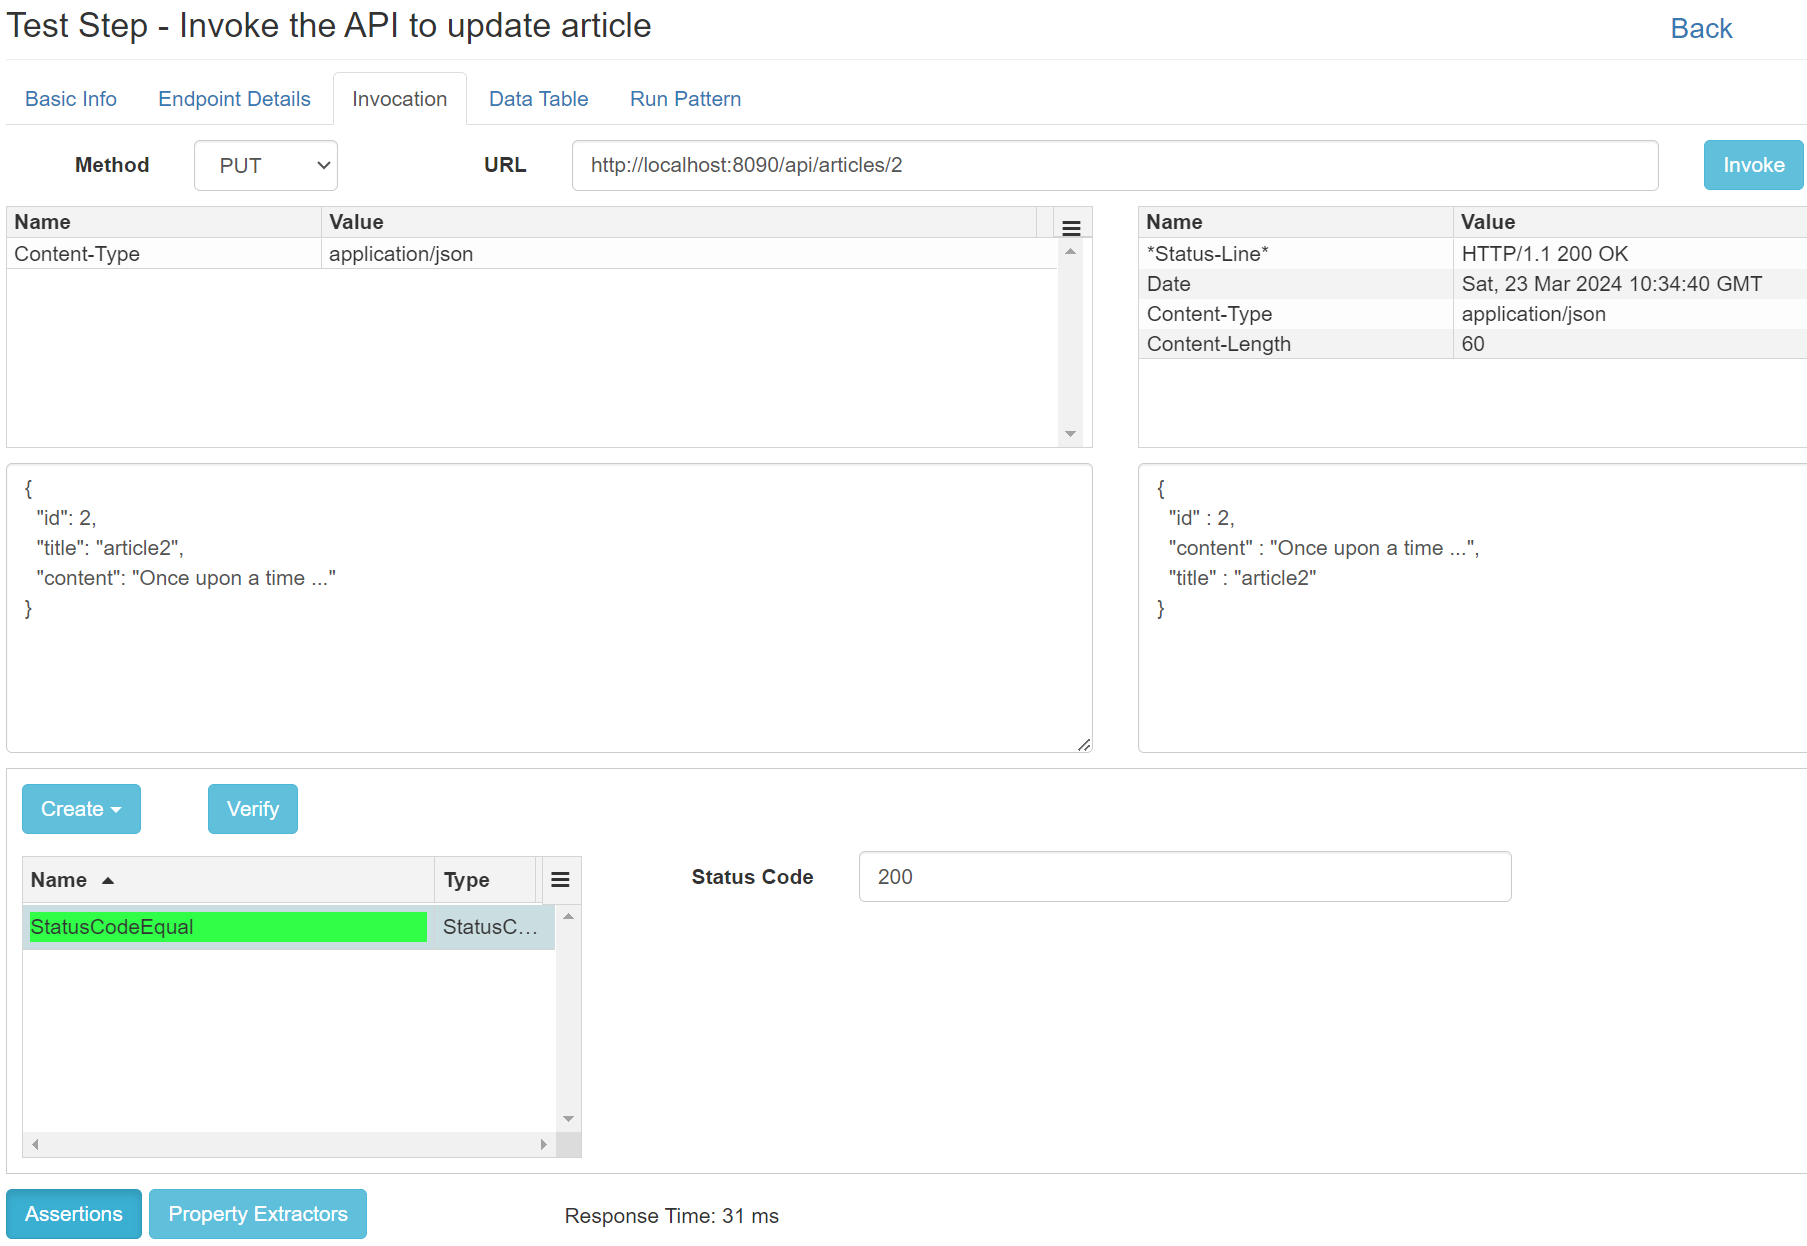 Test Step - Invoke the API to update article
Back
Basic Info
Endpoint Details
Invocation
Data Table
Run Pattern
Method
PUT
URL
http://localhost:8090/api/articles/2
Invoke
Name Value
Content-Type application/json
Name Value
*Status-Line* HTTP/1.1 200 OK
Date Sat, 23 Mar 2024 10:34:40 GMT
Content-Type application/json
Content-Length 60
{
"id": 2,
"title": "article2",
"content": "Once upon a time ..."
}
{
"id" : 2,
"content" : "Once upon a time ...",
"title" : "article2"
}
Create
Verify
Name Type
StatusCodeEqual StatusC...
Status Code 200
Assertions
Property Extractors
Response Time: 31 ms